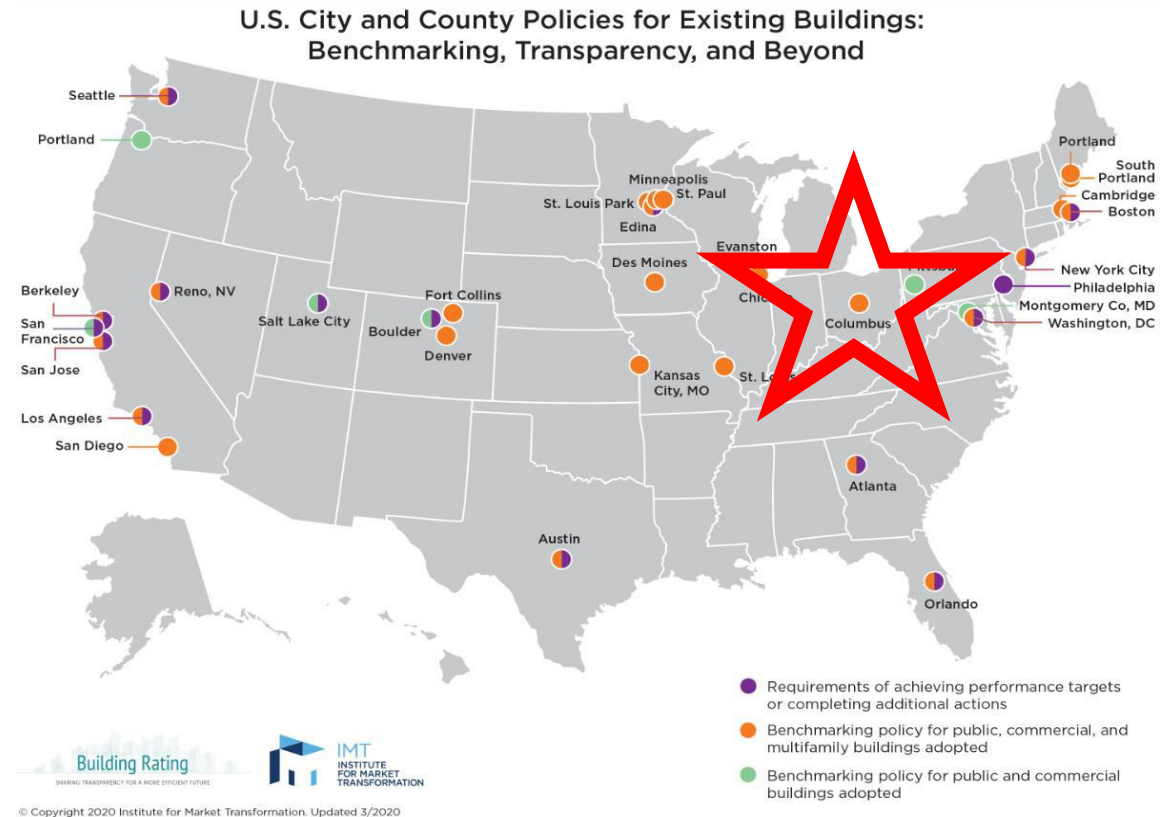 U.S. City and County Policies for Existing Buildings:
Benchmarking, Transparency, and Beyond
Seattle
Portland
Minneapolis
St. Paul
St. Louis Park
Edina
Portland
South
Portland
Cambridge
Boston
Evanston
Des Moines
New York City
Philadelphia
Montgomery Co, MD
Washington, DC
Berkeley
San
Francisco
San Jose
Reno, NV
Salt Lake City
Fort Collins
Boulder
Denver
Columbus
Kansas
City, MO
Los Angeles
San Diego
Atlanta
Austin
Orlando
Requirements of achieving performance targets
or completing additional actions
Benchmarking policy for public, commercial, and
multifamily buildings adopted
Benchmarking policy for public and commercial
buildings adopted
Building Rating
SHARING TRANSPARENCY FOR A MORE EFFICIENT FUTURE
IMT
INSTITUTE
FOR MARKET
TRANSFORMATION
© Copyright 2020 Institute for Market Transformation. Updated 3/2020